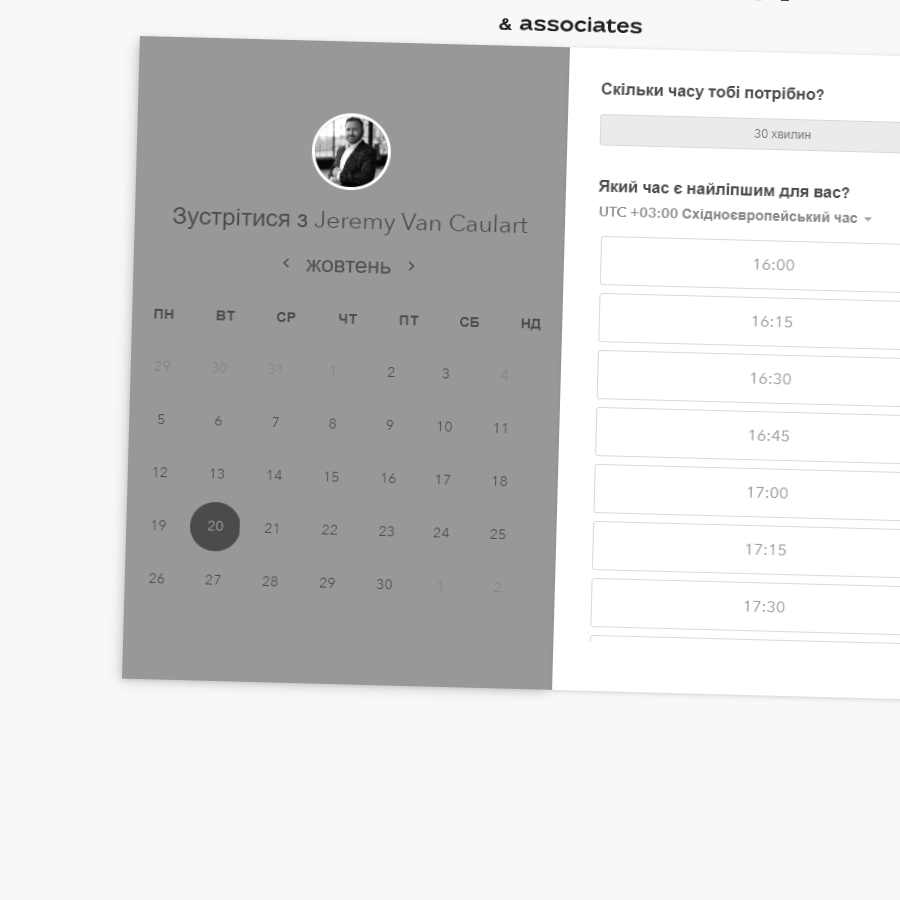 & associates
Зустрітися з Jeremy Van Caulart
‹ жовтень ›
ПН ВТ СР ЧТ ПТ СБ НД
29 30 31 1 2 3 4
5 6 7 8 9 10 11
12 13 14 15 16 17 18
19 20 21 22 23 24 25
26 27 28 29 30 1 2
Скільки часу тобі потрібно?
30 хвилин
Який час є найліпшим для вас?
UTC +03:00 Східноєвропейський час
16:00
16:15
16:30
16:45
17:00
17:15
17:30